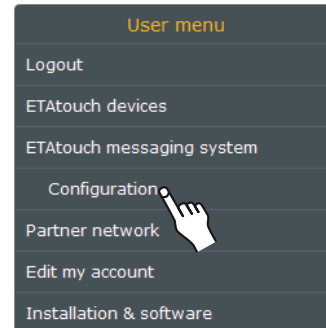 User menu
Logout
ETAtouch devices
ETAtouch messaging system
Configuration
Partner network
Edit my account
Installation & software